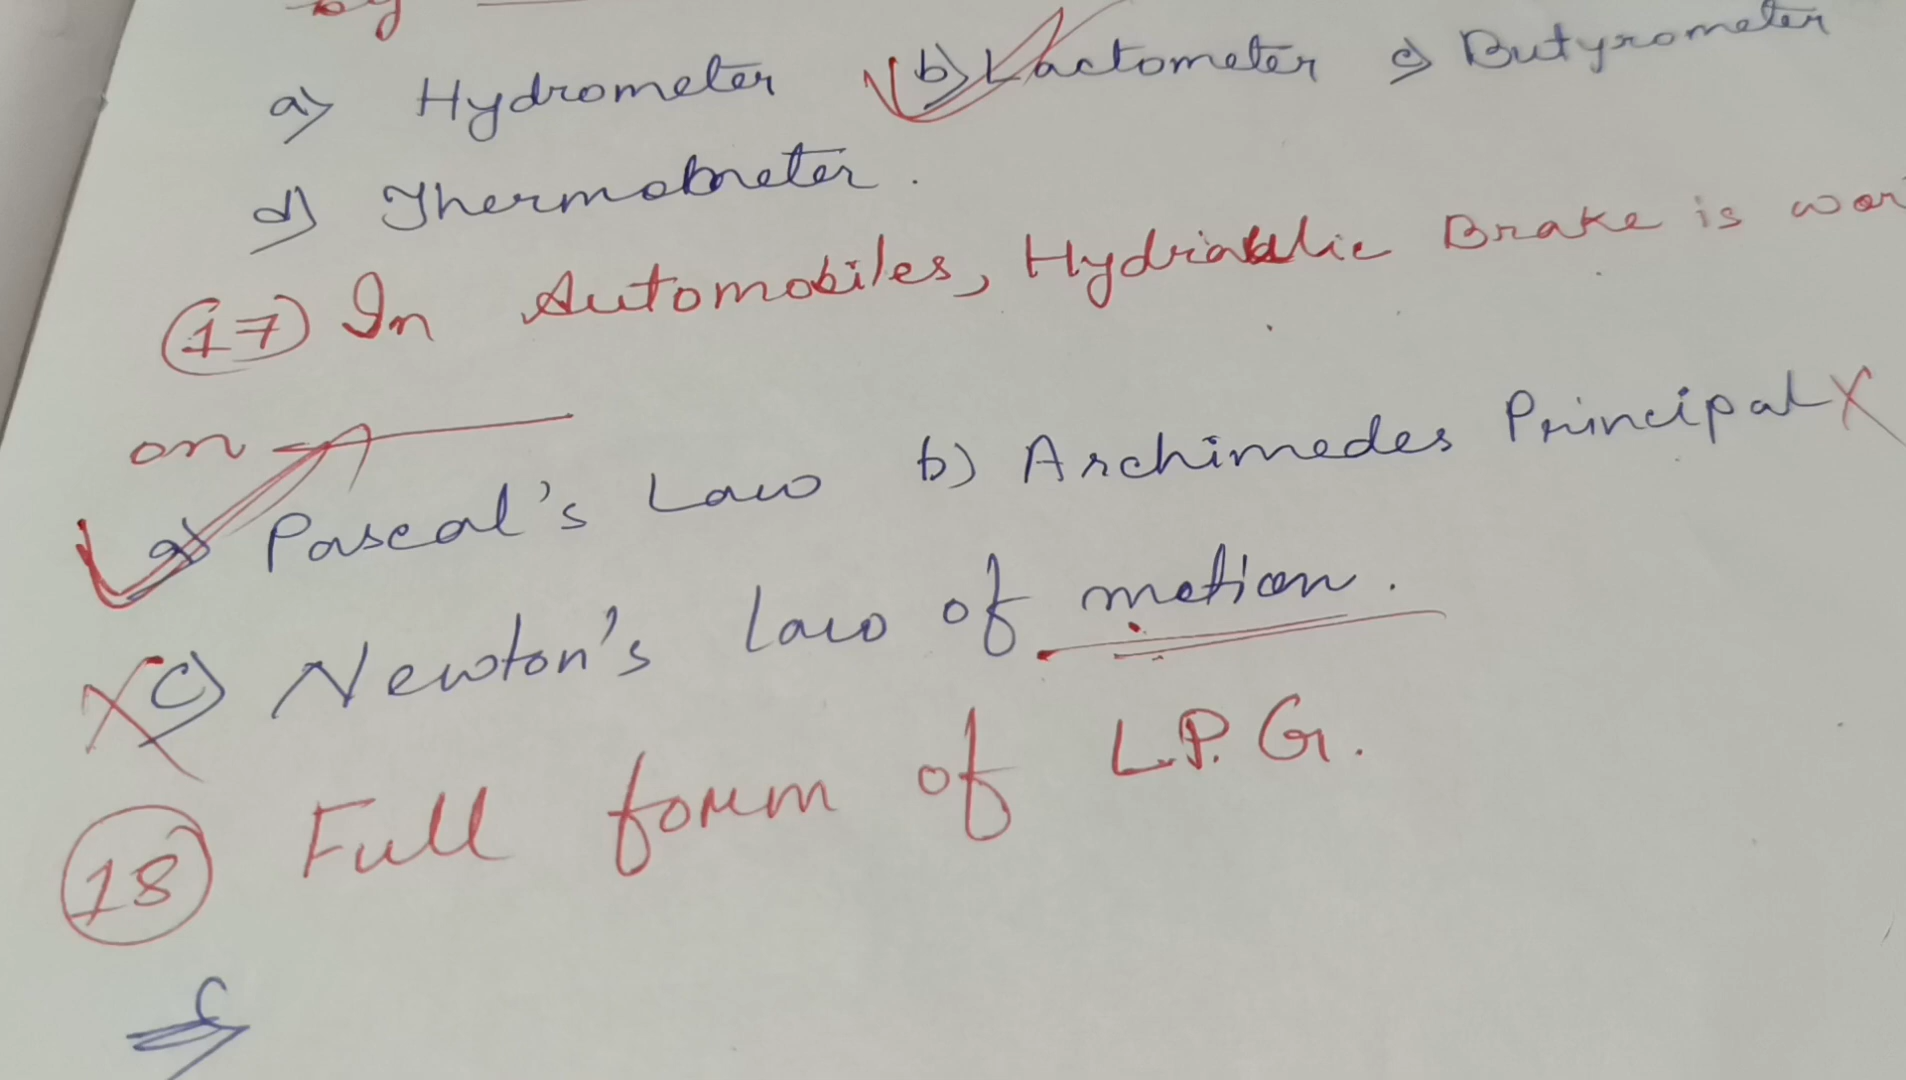 by
a) Hydrometer b) Lactometer c) Butyrometer
d) Thermometer.
(17) In Automobiles, Hydraulic Brake is
on
a) Pascal's Law b) Archimedes Principal X
X c) Newton's law of motion.
(18) Full form of L.P.G.